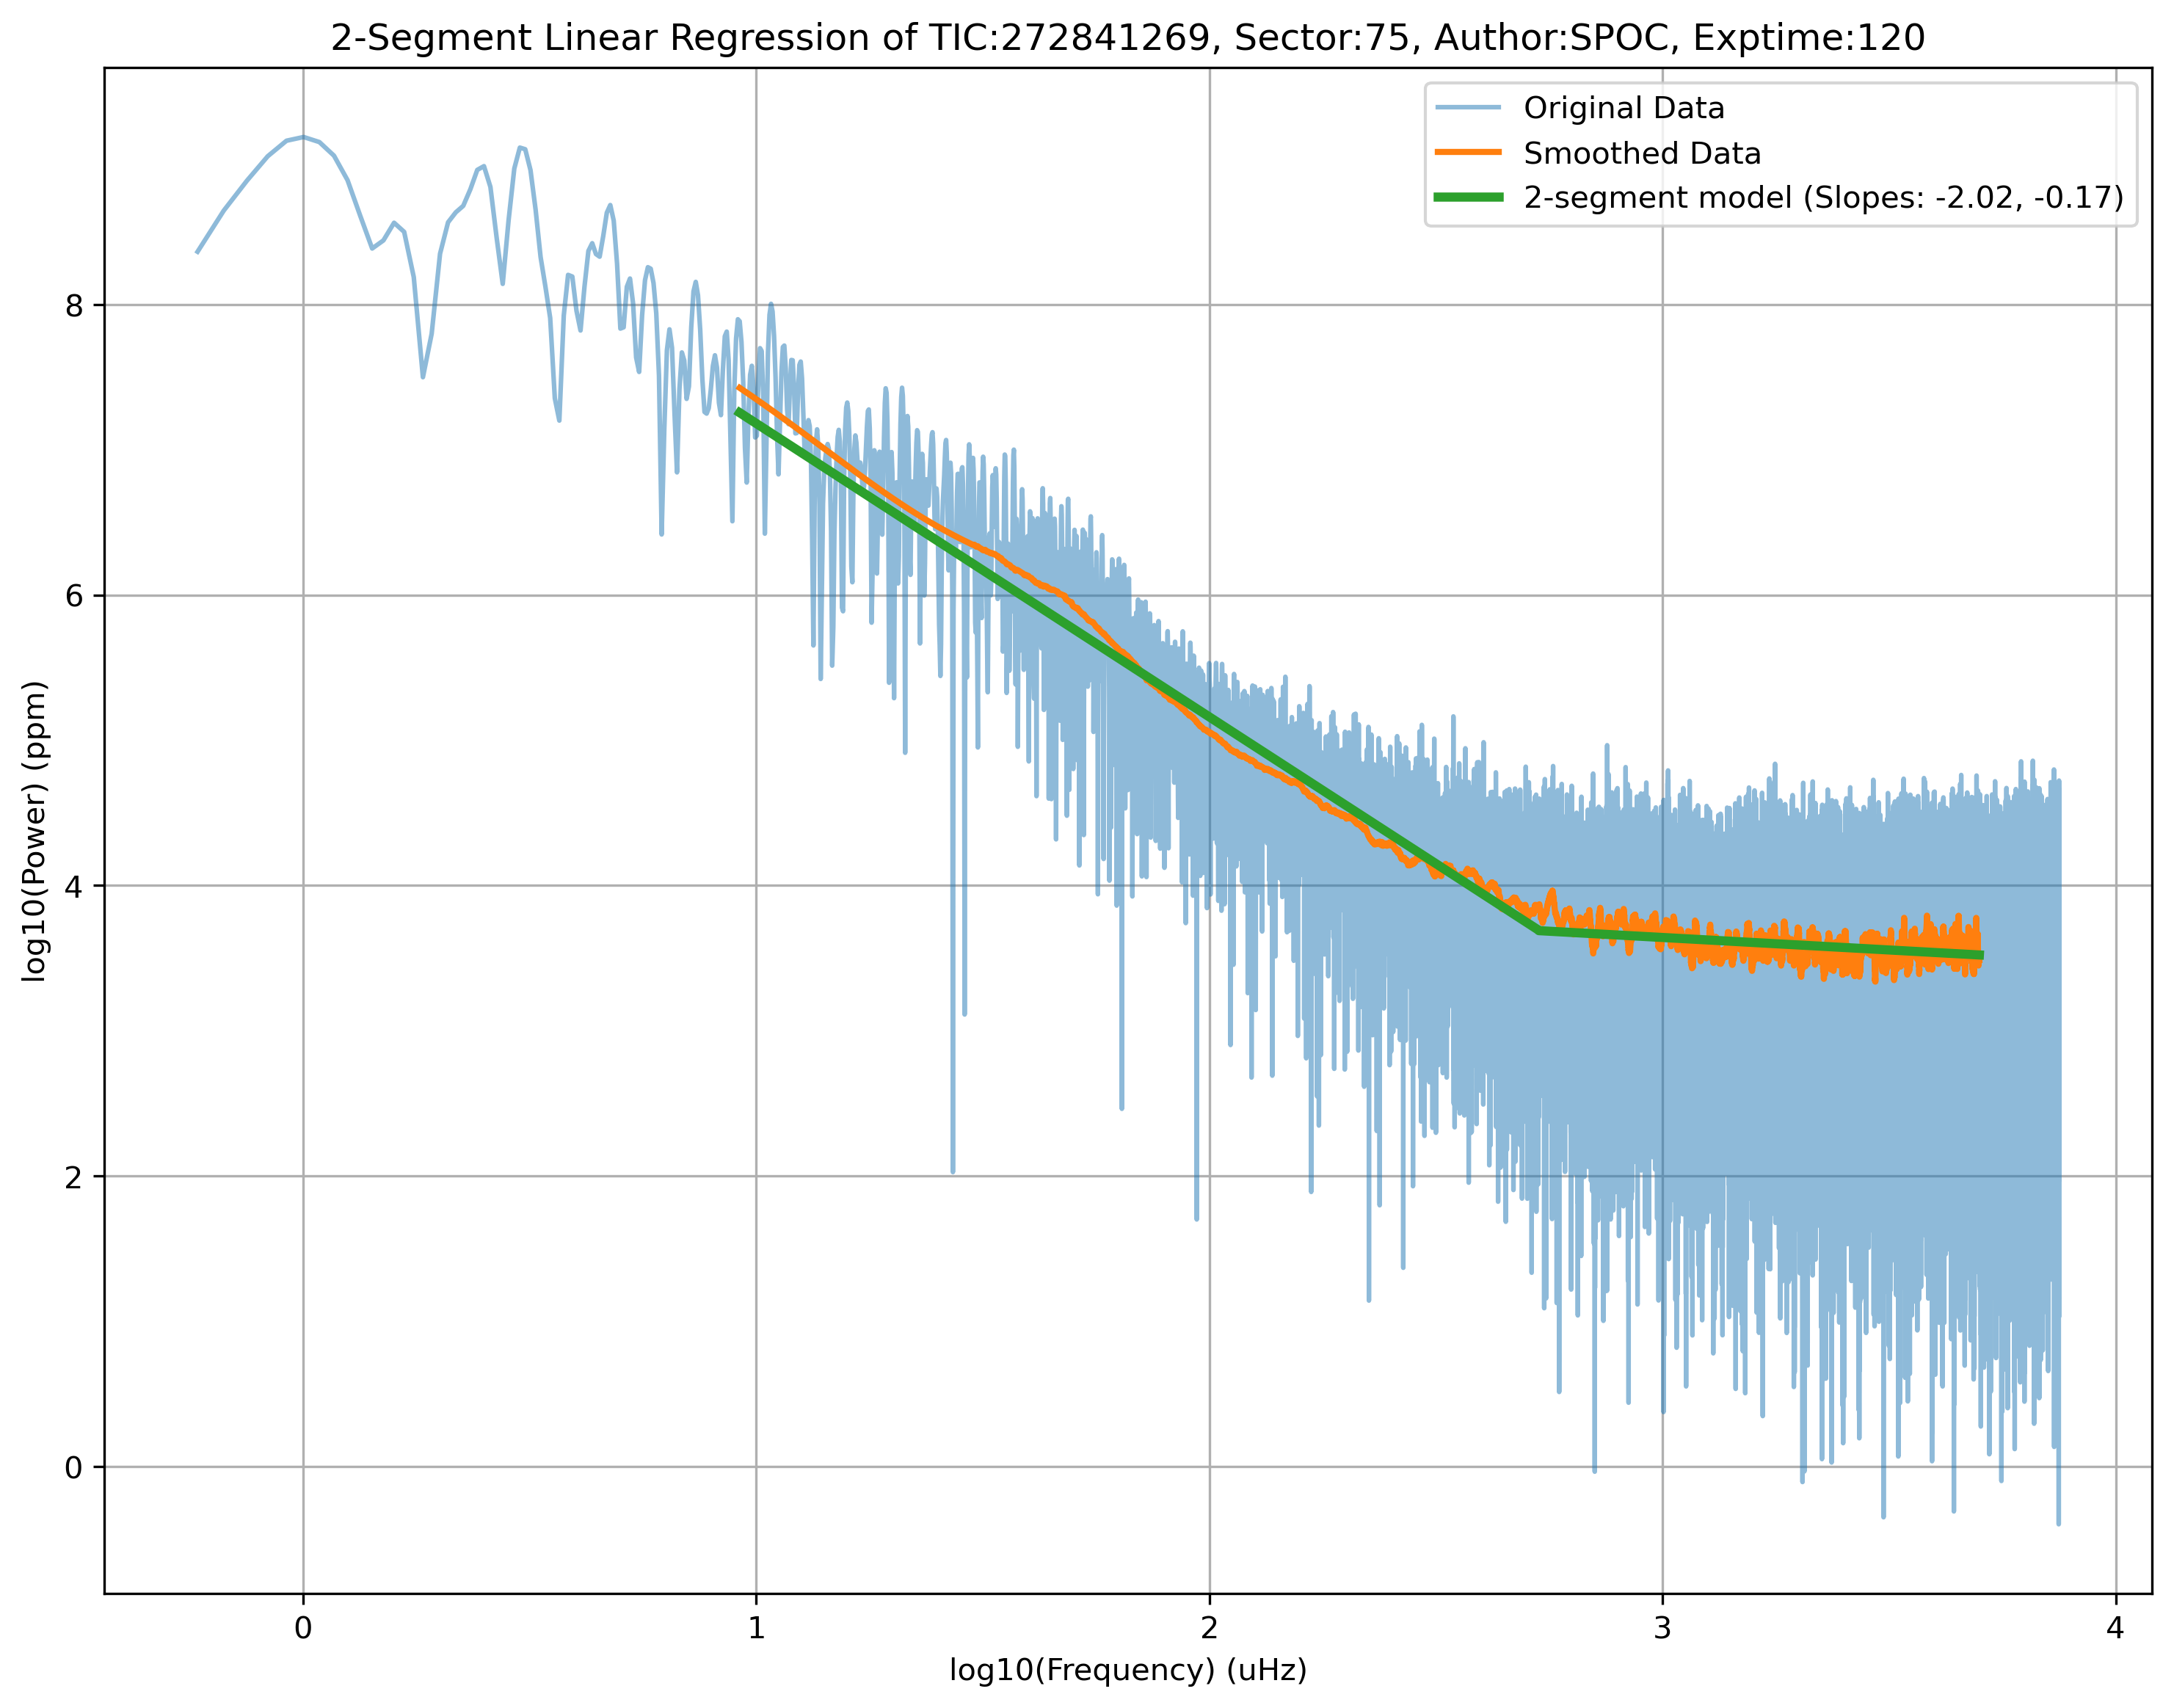 2-Segment Linear Regression of TIC:272841269, Sector:75, Author:SPOC, Exptime:120
Original Data
Smoothed Data
2-segment model (Slopes: -2.02, -0.17)
log10(Power) (ppm)
8
6
4
2
0
0 1 2 3 4
log10(Frequency) (uHz)